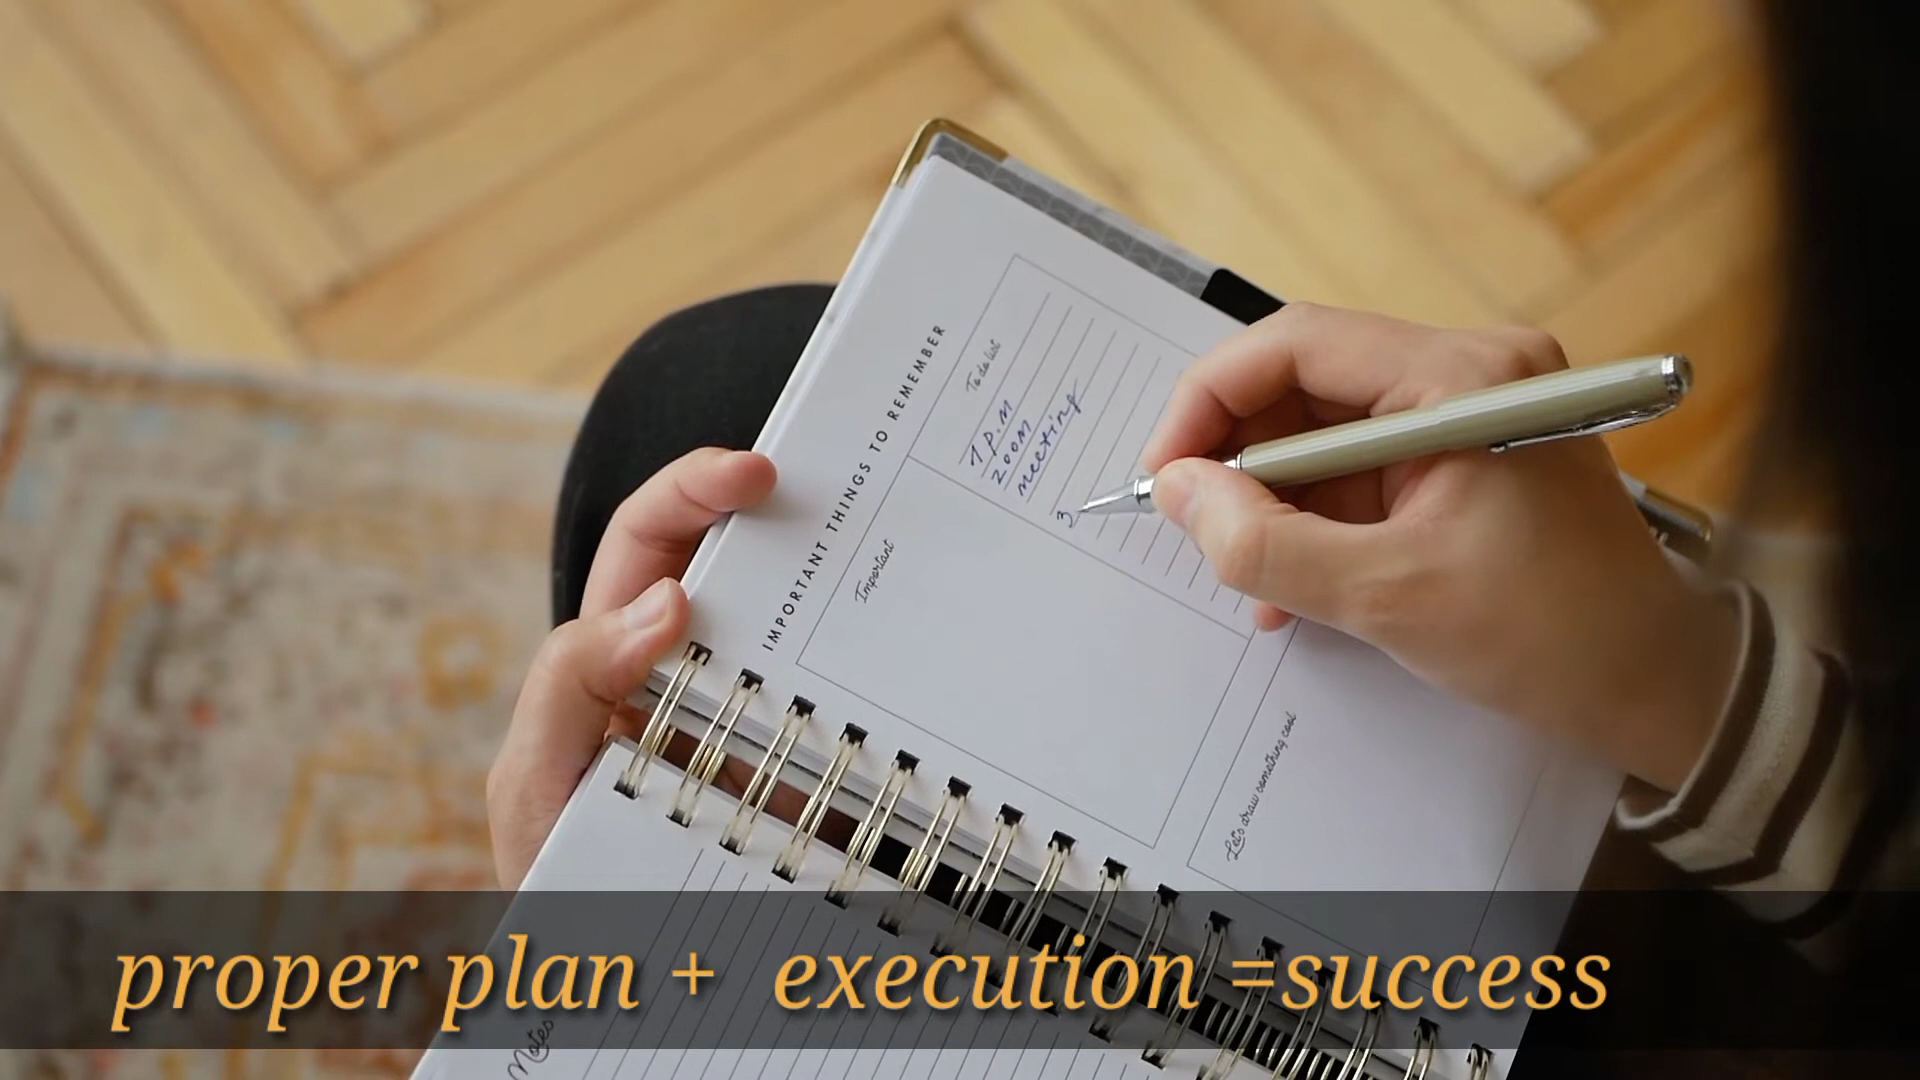 IMPORTANT THINGS TO REMEMBER
To do list
1 P.M
ZOOM
meeting
3
Important
Let's draw something cool
Notes
proper plan +  execution =success